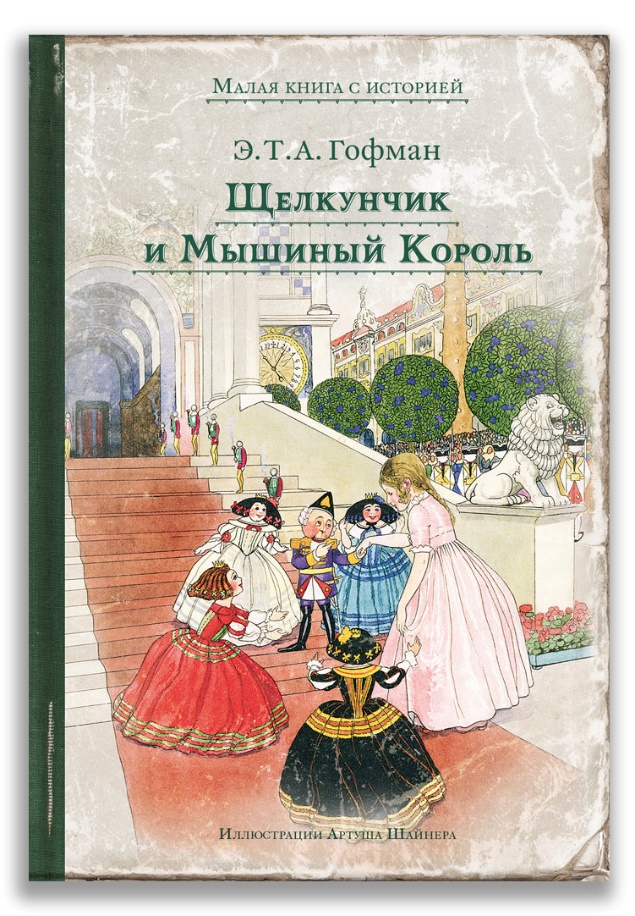 Малая книга с историей
Э. Т. А. Гофман
Щелкунчик
и Мышиный Король
Иллюстрации Артуша Шайнера